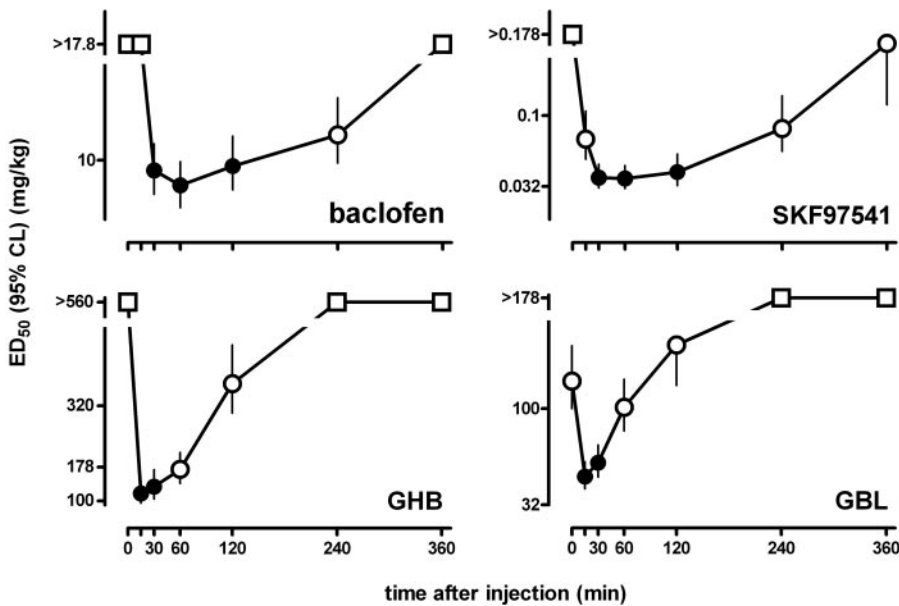 ED50 (95% CL) (mg/kg)
>17.8
10
baclofen
>0.178
0.1
0.032
SKF97541
>560
320
178
100
GHB
0 30 60 120 240 360
>178
100
32
GBL
0 30 60 120 240 360
time after injection (min)